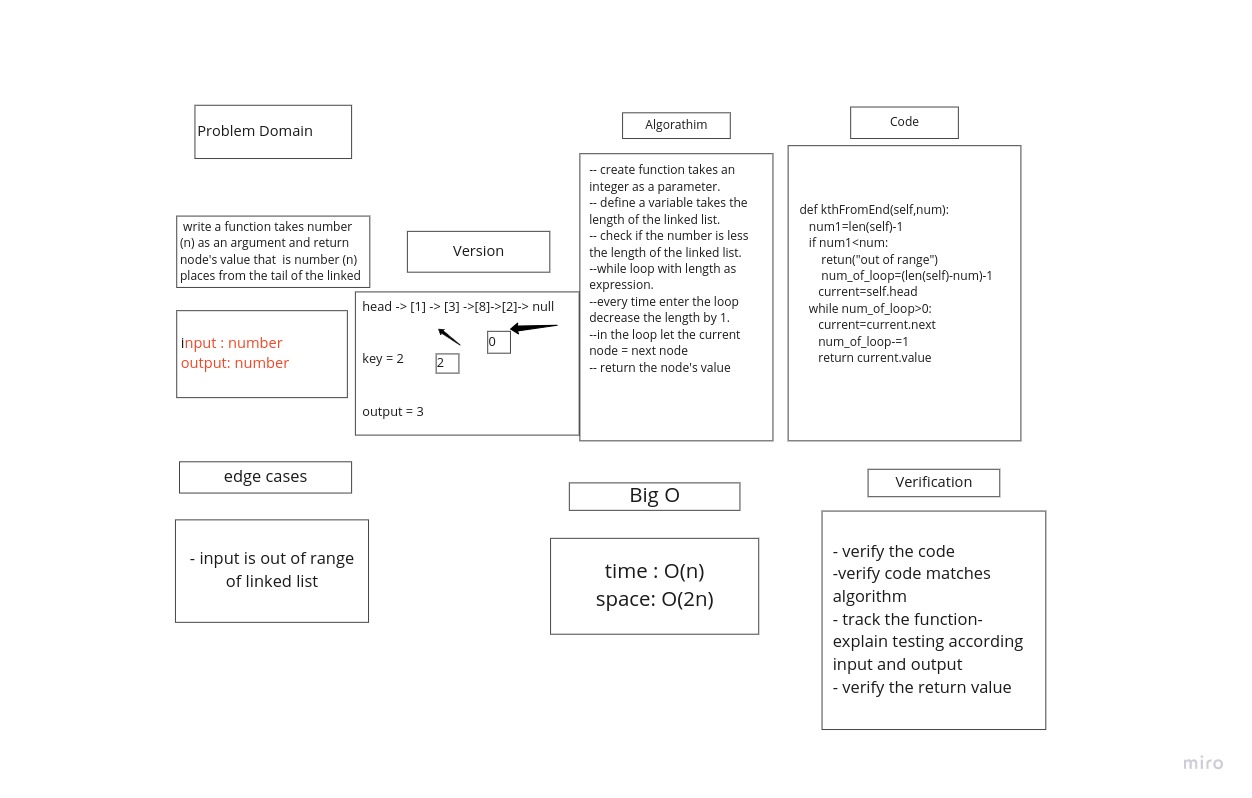 Problem Domain
write a function takes number
(n) as an argument and return
node's value that  is number (n)
places from the tail of the linked
input : number
output: number
Version
head -> [1] -> [3] ->[8]->[2]-> null
0
key = 2
2
output = 3
Algorathim
-- create function takes an
integer as a parameter.
-- define a variable takes the
length of the linked list.
-- check if the number is less
the length of the linked list.
--while loop with length as
expression.
--every time enter the loop
decrease the length by 1.
--in the loop let the current
node = next node
-- return the node's value
Code
def kthFromEnd(self,num):
num1=len(self)-1
if num1<num:
retun("out of range")
num_of_loop=(len(self)-num)-1
current=self.head
while num_of_loop>0:
current=current.next
num_of_loop-=1
return current.value
edge cases
- input is out of range
of linked list
Big O
time : O(n)
space: O(2n)
Verification
- verify the code
-verify code matches
algorithm
- track the function-
explain testing according
input and output
- verify the return value
miro